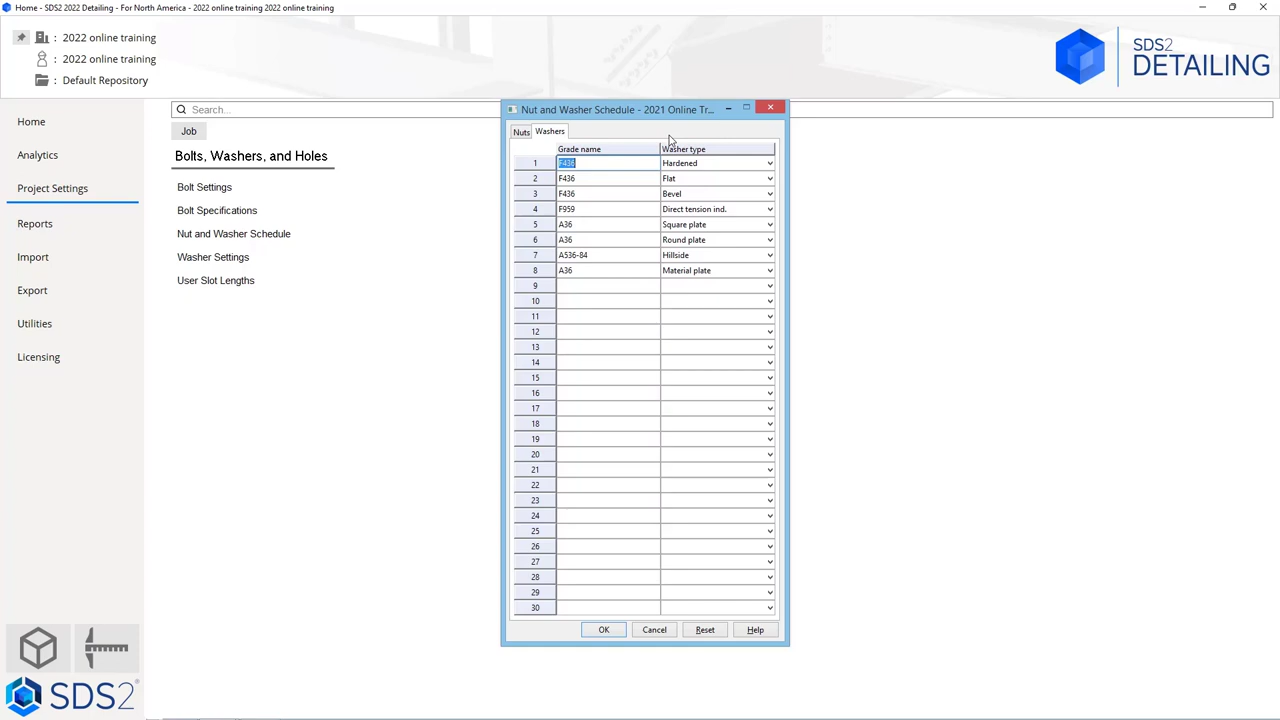 Home - SDS2 2022 Detailing - For North America - 2022 online training 2022 online training
: 2022 online training
: 2022 online training
: Default Repository
SDS2
DETAILING
Home
Analytics
Project Settings
Reports
Import
Export
Utilities
Licensing
SDS2
Search...
Job
Bolts, Washers, and Holes
Bolt Settings
Bolt Specifications
Nut and Washer Schedule
Washer Settings
User Slot Lengths
Nut and Washer Schedule - 2021 Online Tr...
Nuts Washers
Grade name Washer type
1 F436 Hardened
2 F436 Flat
3 F436 Bevel
4 F959 Direct tension ind.
5 A36 Square plate
6 A36 Round plate
7 A536-84 Hillside
8 A36 Material plate
9
10
11
12
13
14
15
16
17
18
19
20
21
22
23
24
25
26
27
28
29
30
OK Cancel Reset Help